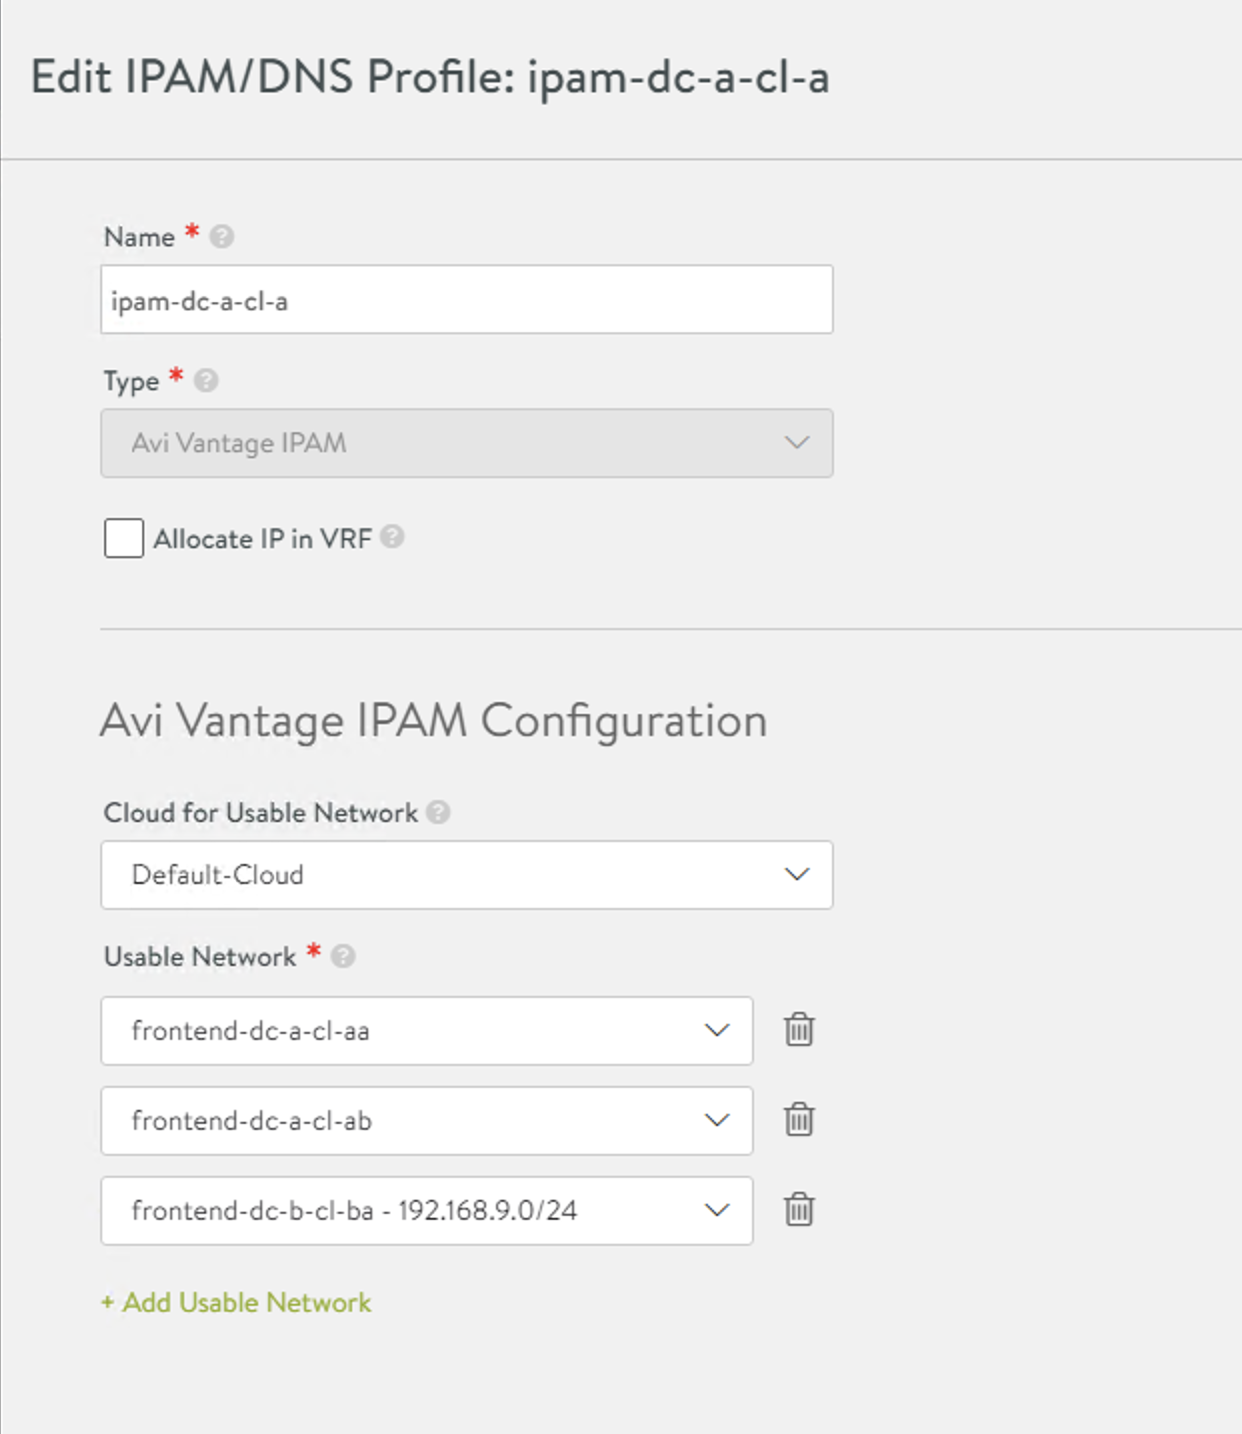 Edit IPAM/DNS Profile: ipam-dc-a-cl-a
Name * ?
ipam-dc-a-cl-a
Type * ?
Avi Vantage IPAM
Allocate IP in VRF ?
Avi Vantage IPAM Configuration
Cloud for Usable Network ?
Default-Cloud
Usable Network * ?
frontend-dc-a-cl-aa
frontend-dc-a-cl-ab
frontend-dc-b-cl-ba - 192.168.9.0/24
+ Add Usable Network